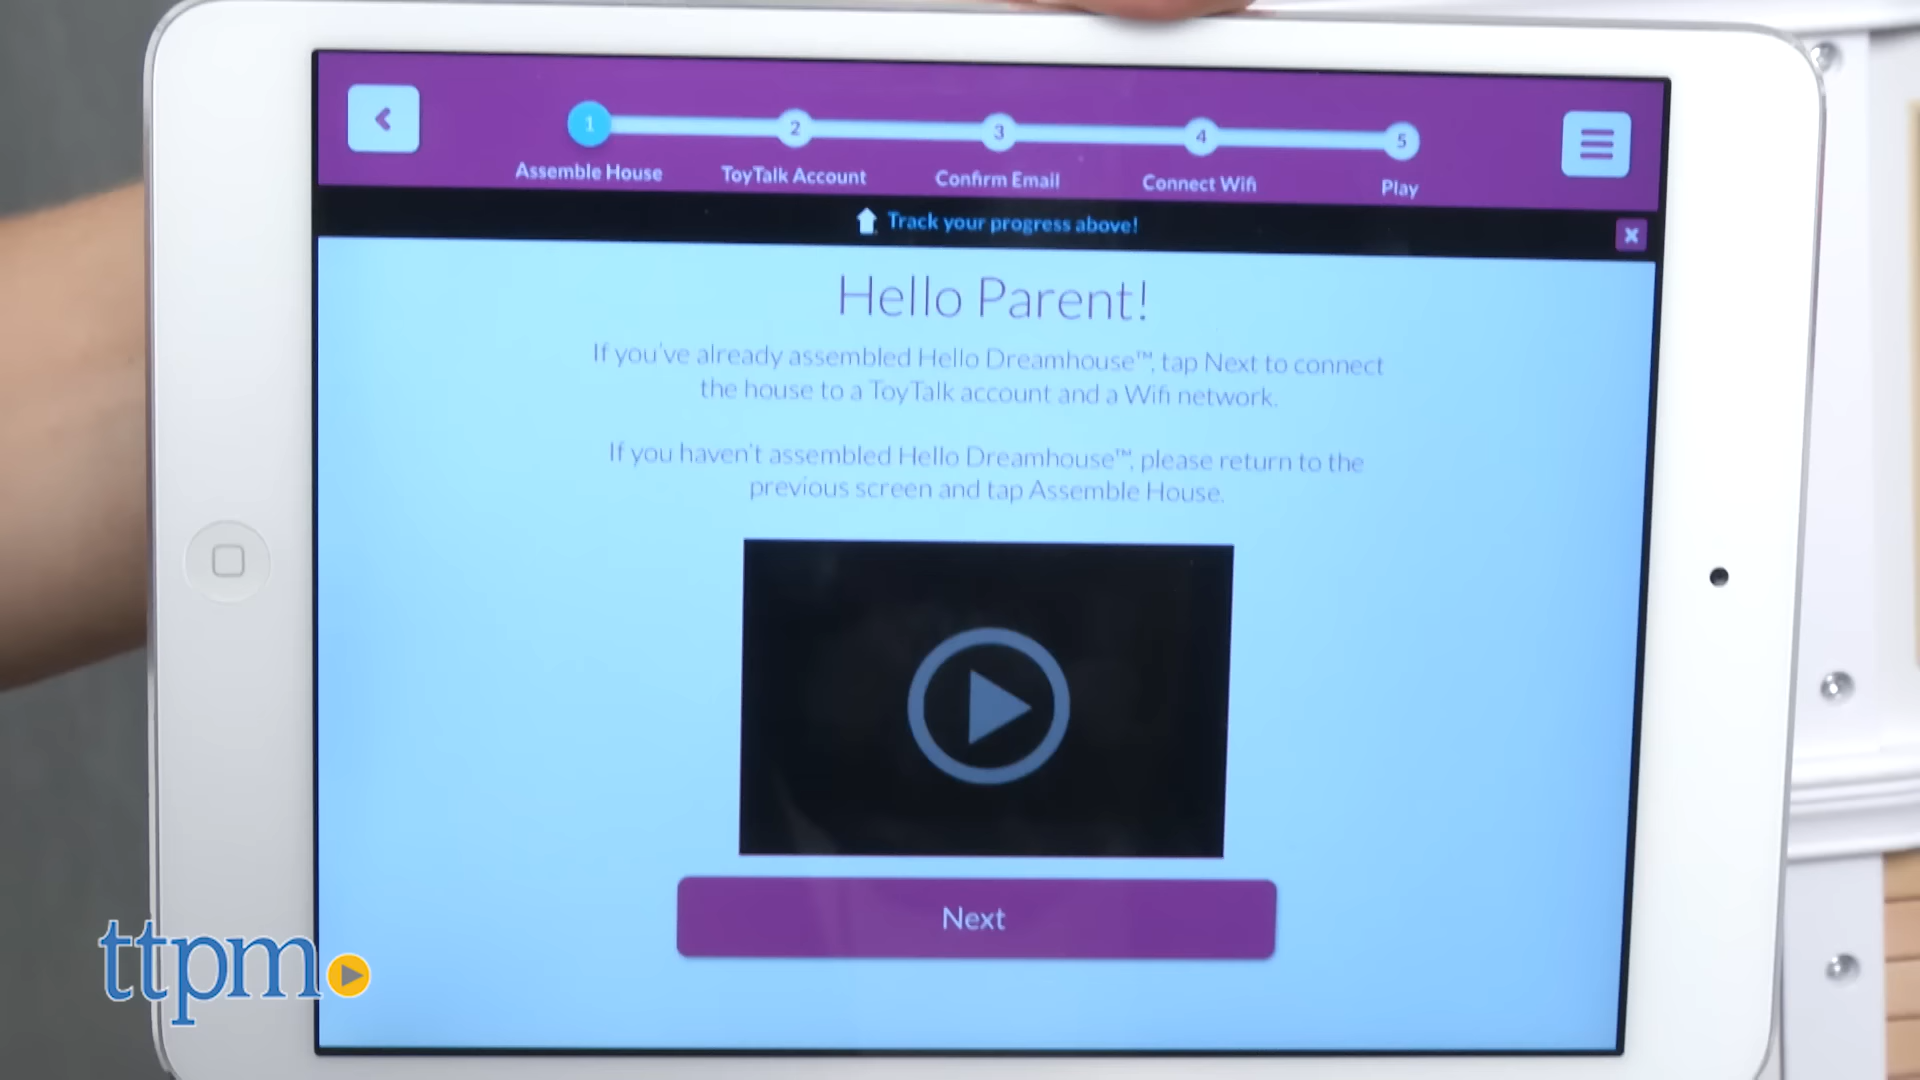 1
2
3
4
5
Assemble House
ToyTalk Account
Confirm Email
Connect Wifi
Play
Track your progress above!
Hello Parent!
If you've already assembled Hello Dreamhouse™, tap Next to connect
the house to a ToyTalk account and a Wifi network.
If you haven't assembled Hello Dreamhouse™, please return to the
previous screen and tap Assemble House.
Next
ttpm